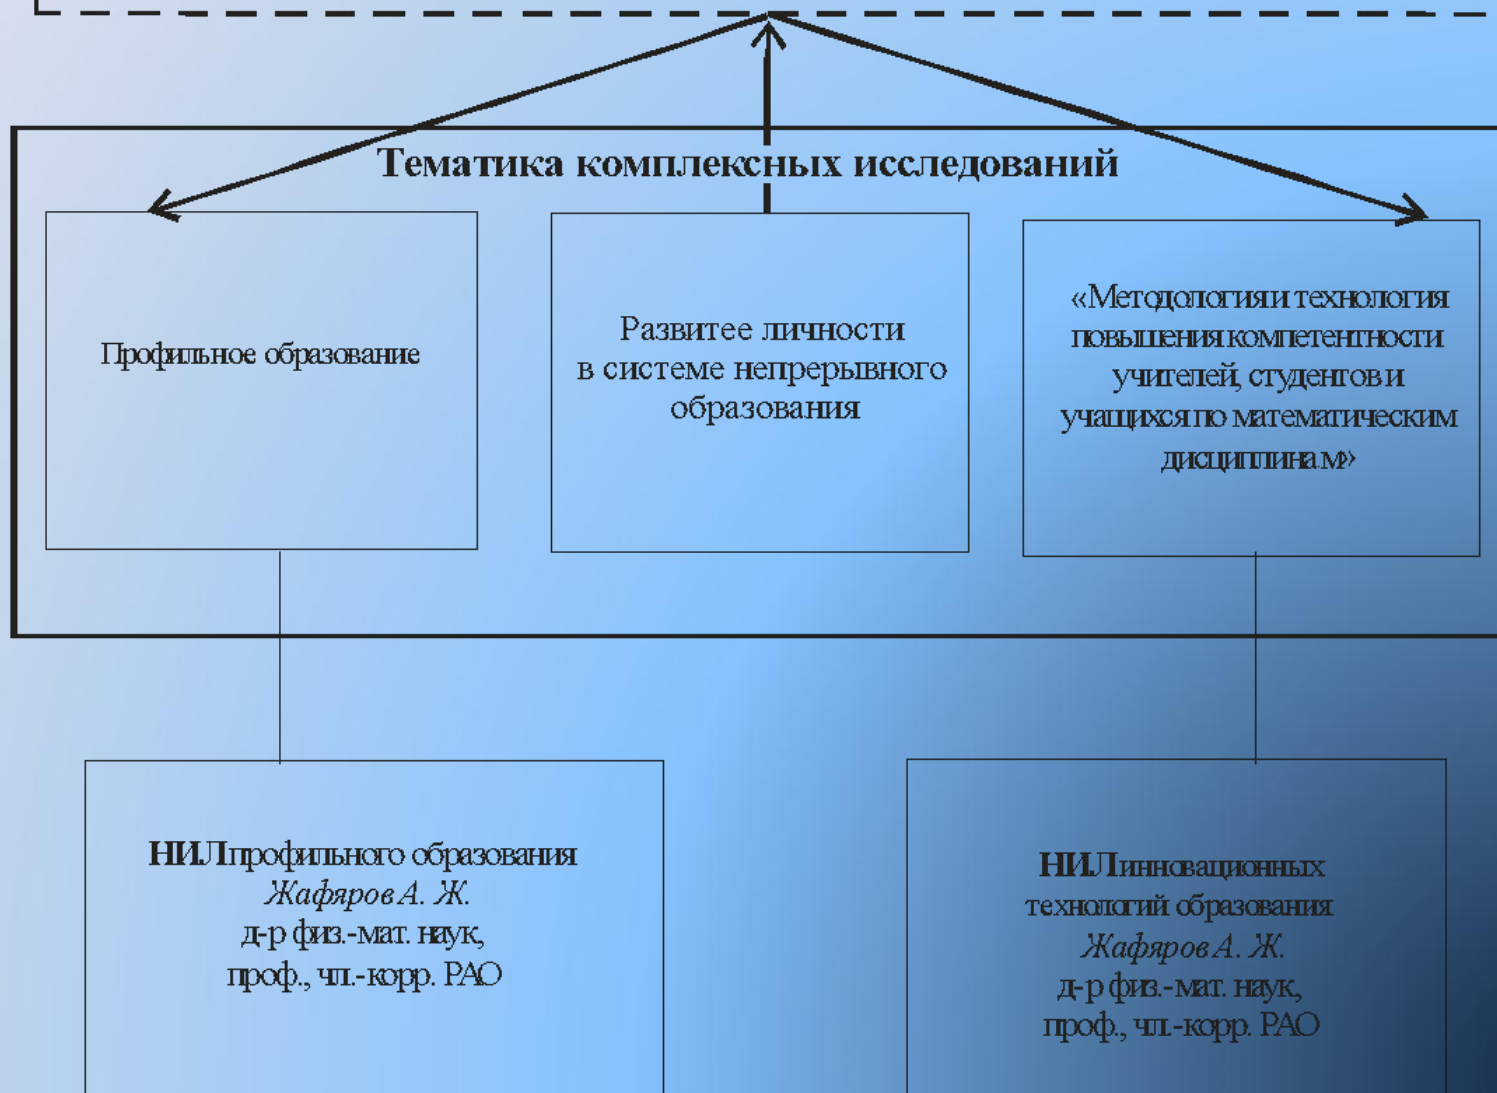 Тематика комплексных исследований
Профильное образование
Развитее личности
в системе непрерывного
образования
«Методология и технология
повышения компетентности
учителей, студентов и
учащихся по математическим
дисциплинам»
НИЛ профильного образования
Жафяров А. Ж.
д-р физ.-мат. наук,
проф., чл.-корр. РАО
НИЛ инновационных
технологий образования
Жафяров А. Ж.
д-р физ.-мат. наук,
проф., чл.-корр. РАО